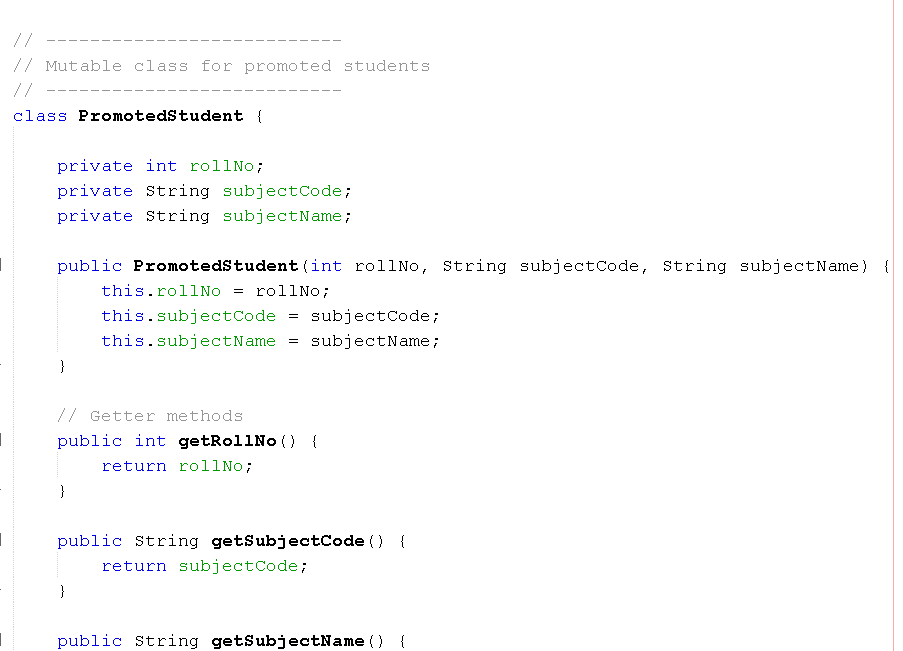 // ---------------------------
// Mutable class for promoted students
// ---------------------------
class PromotedStudent {
private int rollNo;
private String subjectCode;
private String subjectName;
public PromotedStudent(int rollNo, String subjectCode, String subjectName) {
this.rollNo = rollNo;
this.subjectCode = subjectCode;
this.subjectName = subjectName;
}
// Getter methods
public int getRollNo() {
return rollNo;
}
public String getSubjectCode() {
return subjectCode;
}
public String getSubjectName() {